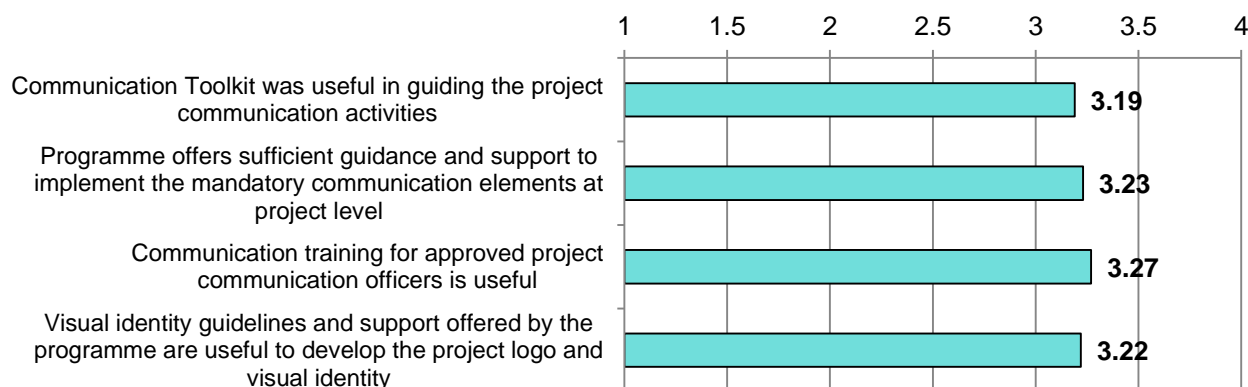 1 1.5 2 2.5 3 3.5 4
Communication Toolkit was useful in guiding the project
communication activities
3.19
Programme offers sufficient guidance and support to
implement the mandatory communication elements at
project level
3.23
Communication training for approved project
communication officers is useful
3.27
Visual identity guidelines and support offered by the
programme are useful to develop the project logo and
visual identity
3.22